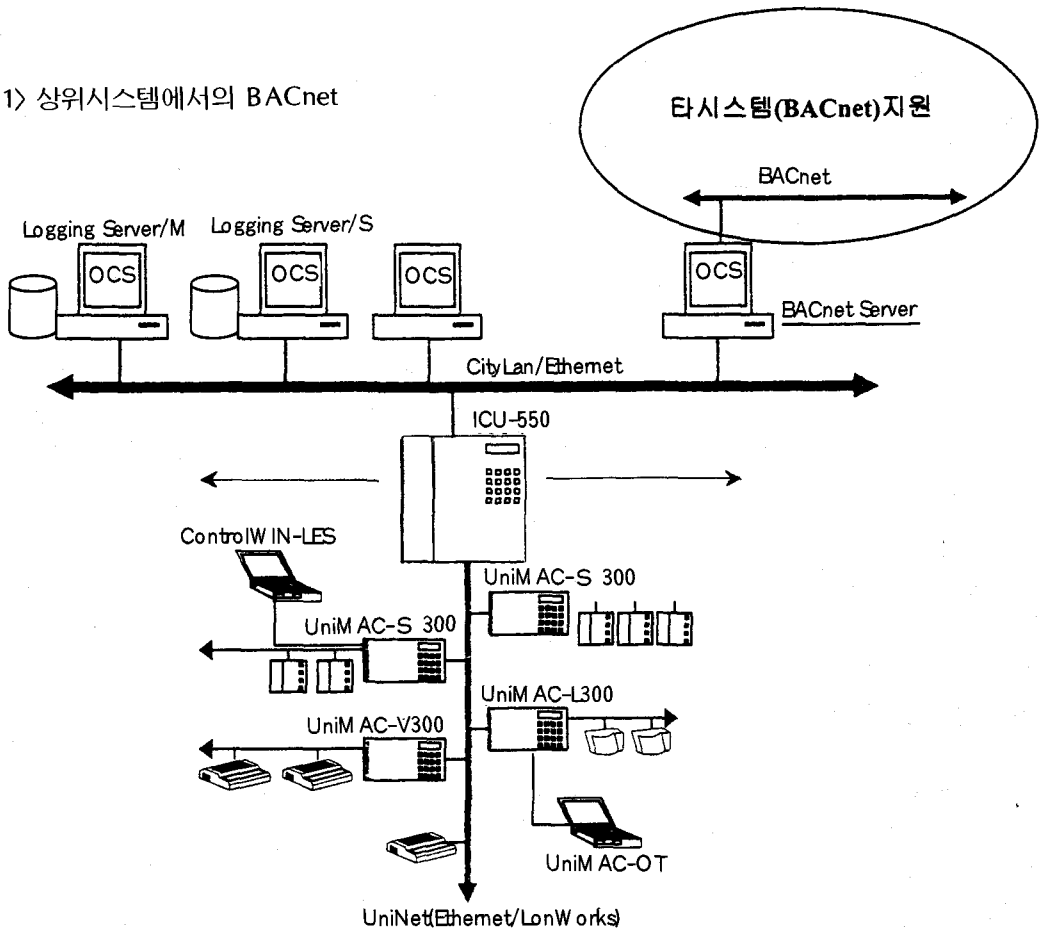 1> 상위시스템에서의 BACnet
타시스템(BACnet)지원
BACnet
Logging Server/M
Logging Server/S
OCS
OCS
OCS
OCS
BACnet Server
CityLan/Ethernet
ICU-550
ControlWIN-LES
UniMAC-S 300
UniMAC-S 300
UniMAC-L300
UniMAC-V300
UniMAC-OT
UniNet(Ethernet/LonWorks)